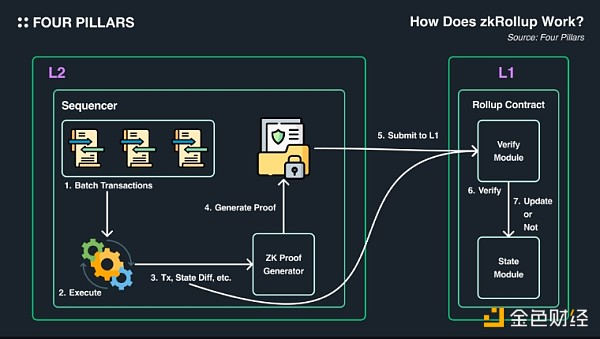 FOUR PILLARS
How Does zkRollup Work?
Source: Four Pillars
L2
L1
Sequencer
Rollup Contract
1. Batch Transactions
2. Execute
3. Tx, State Diff, etc.
4. Generate Proof
ZK Proof
Generator
5. Submit to L1
Verify
Module
6. Verify
7. Update
or
Not
State
Module
金色财经